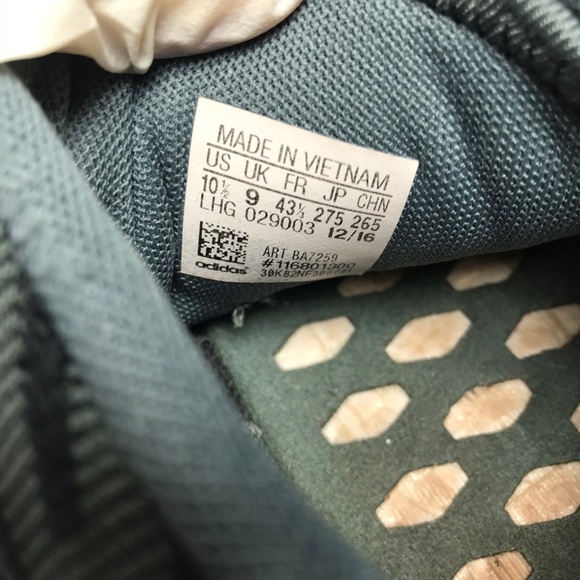 MADE IN VIETNAM
US UK FR JP CHN
10½ 9 43⅓ 275 265
LHG 029003 12/16
ART BA7259
adidas #116801300